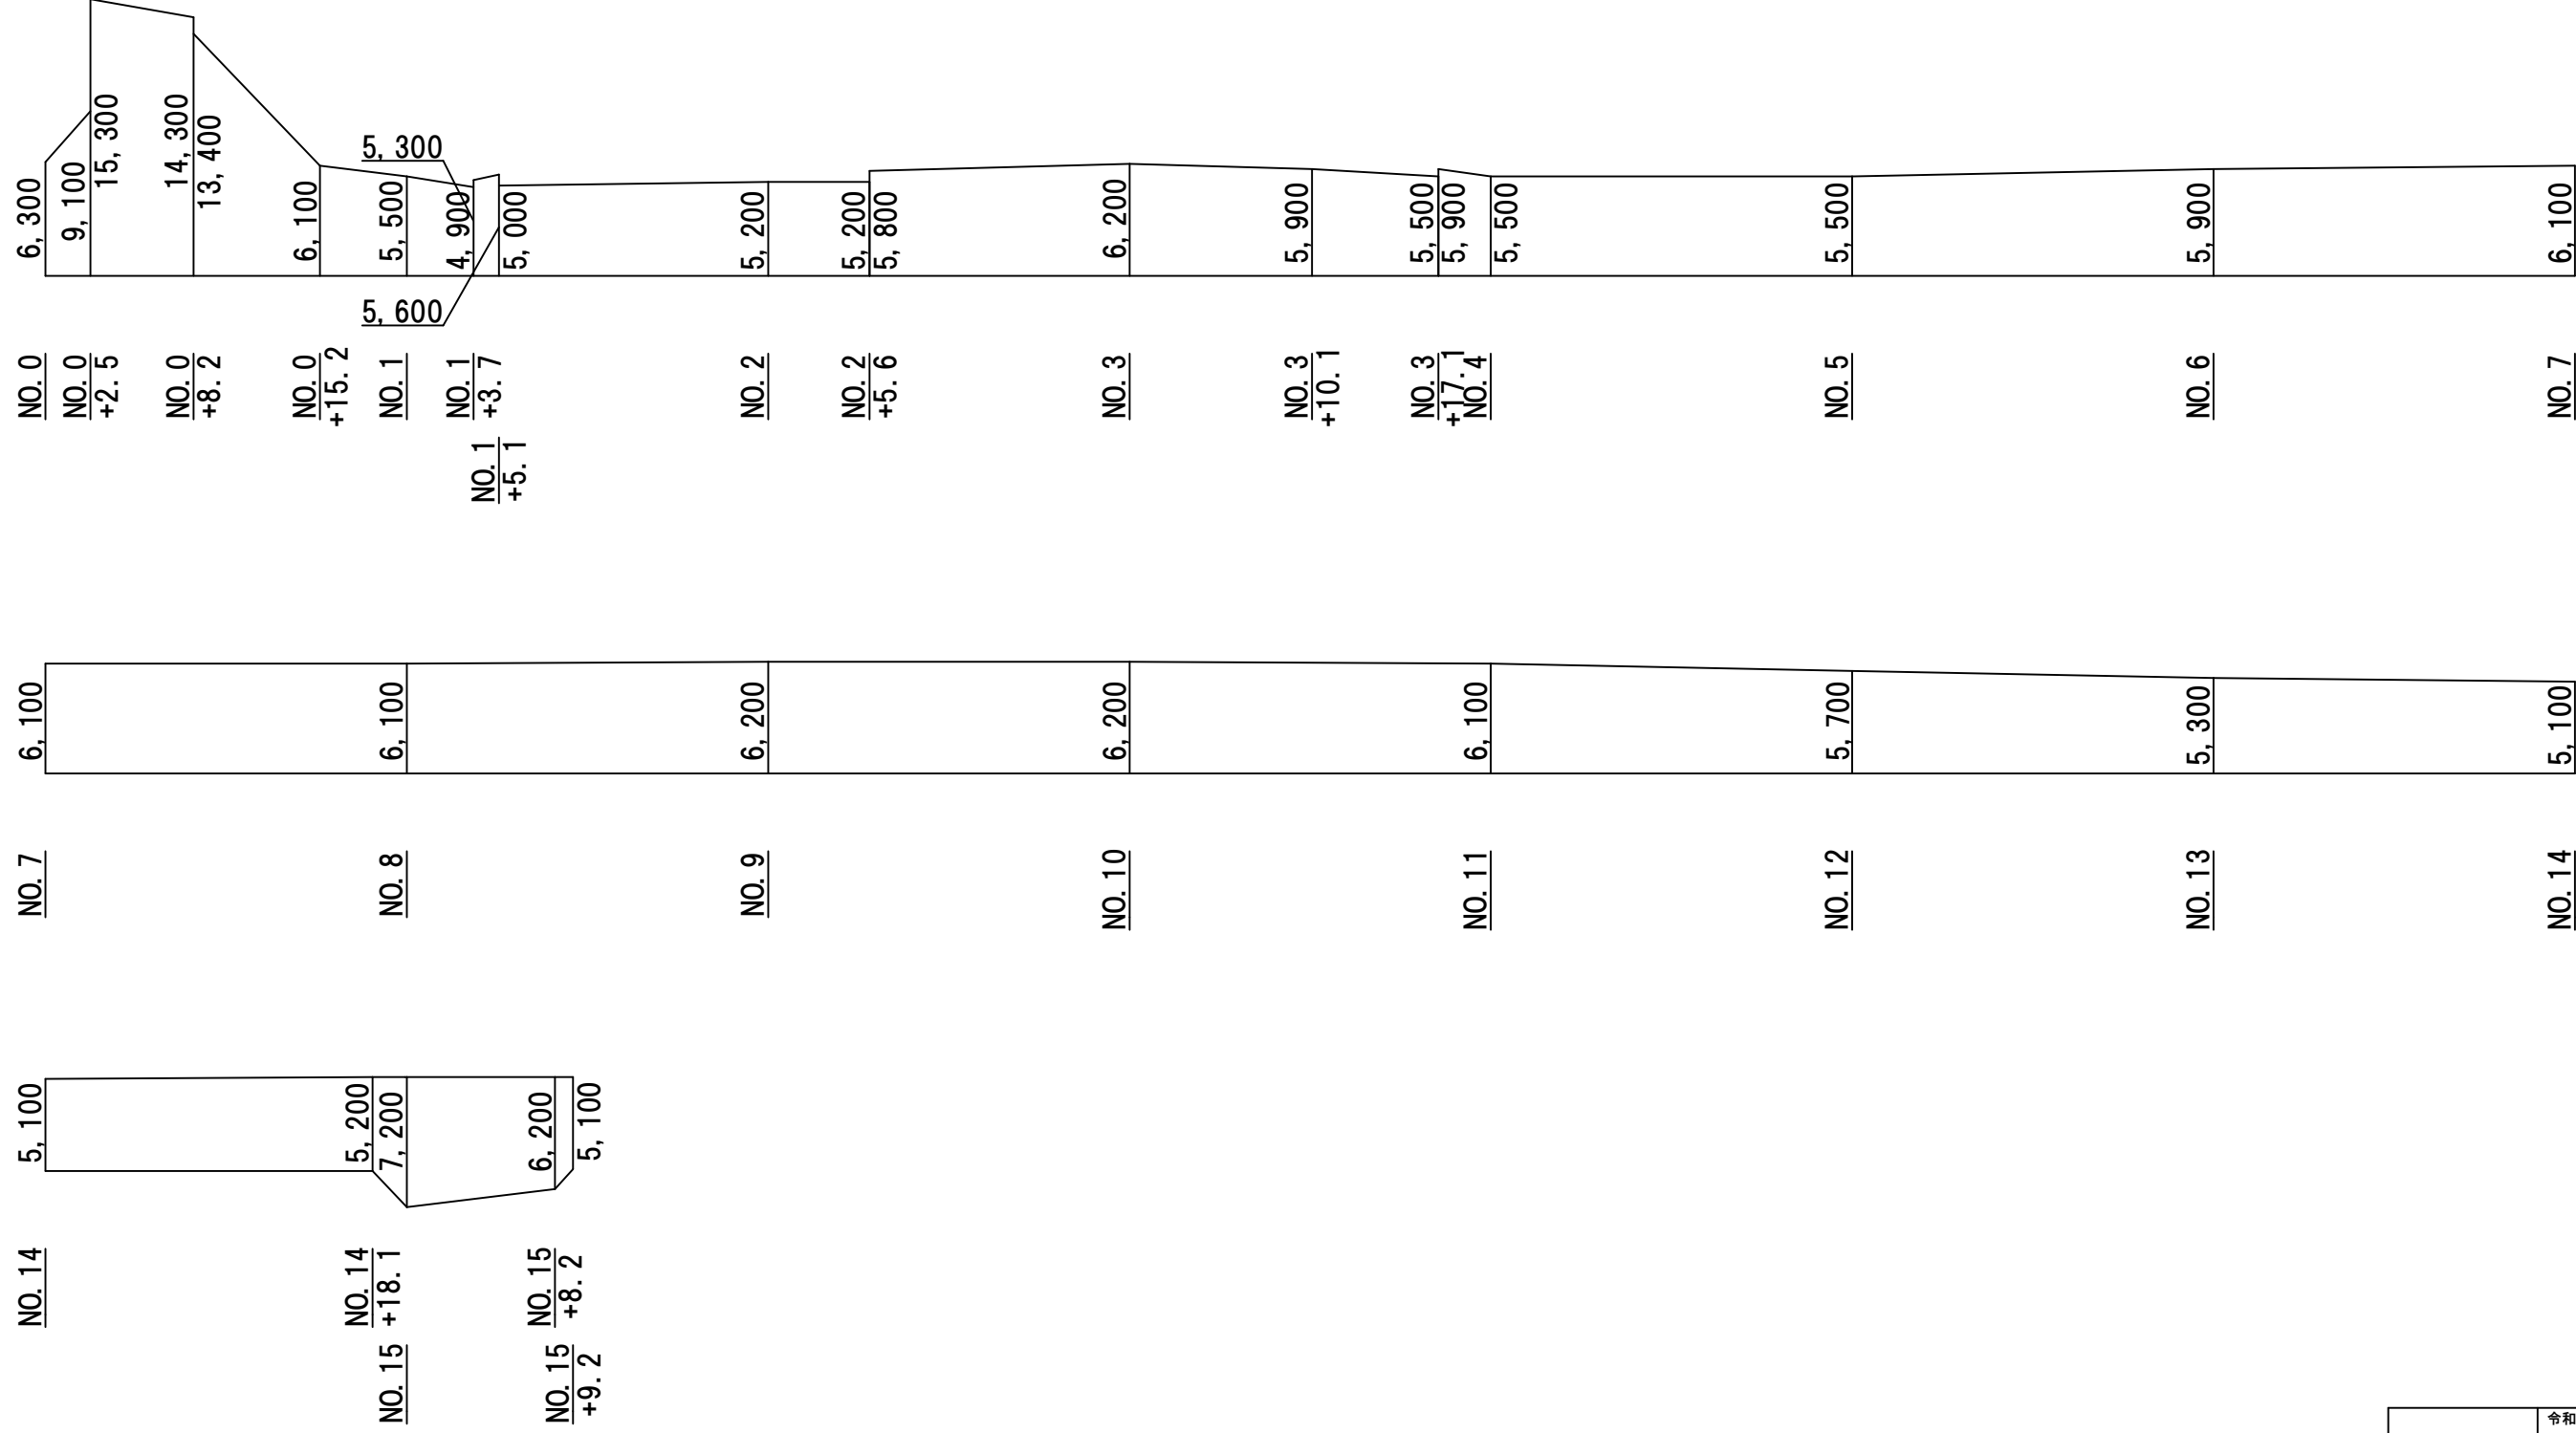 6,300
9,100
15,300
14,300
13,400
6,100
5,500
5,300
4,900
5,600
5,000
5,200
5,200
5,800
6,200
5,900
5,500
5,900
5,500
5,500
5,900
6,100
NO.0
NO.0
+2.5
NO.0
+8.2
NO.0
+15.2
NO.1
NO.1
+3.7
NO.1
+5.1
NO.2
NO.2
+5.6
NO.3
NO.3
+10.1
NO.3
+17.1
NO.4
NO.5
NO.6
NO.7
6,100
6,100
6,200
6,200
6,100
5,700
5,300
5,100
NO.7
NO.8
NO.9
NO.10
NO.11
NO.12
NO.13
NO.14
5,100
5,200
7,200
6,200
5,100
NO.14
NO.14
+18.1
NO.15
NO.15
+8.2
NO.15
+9.2
令和